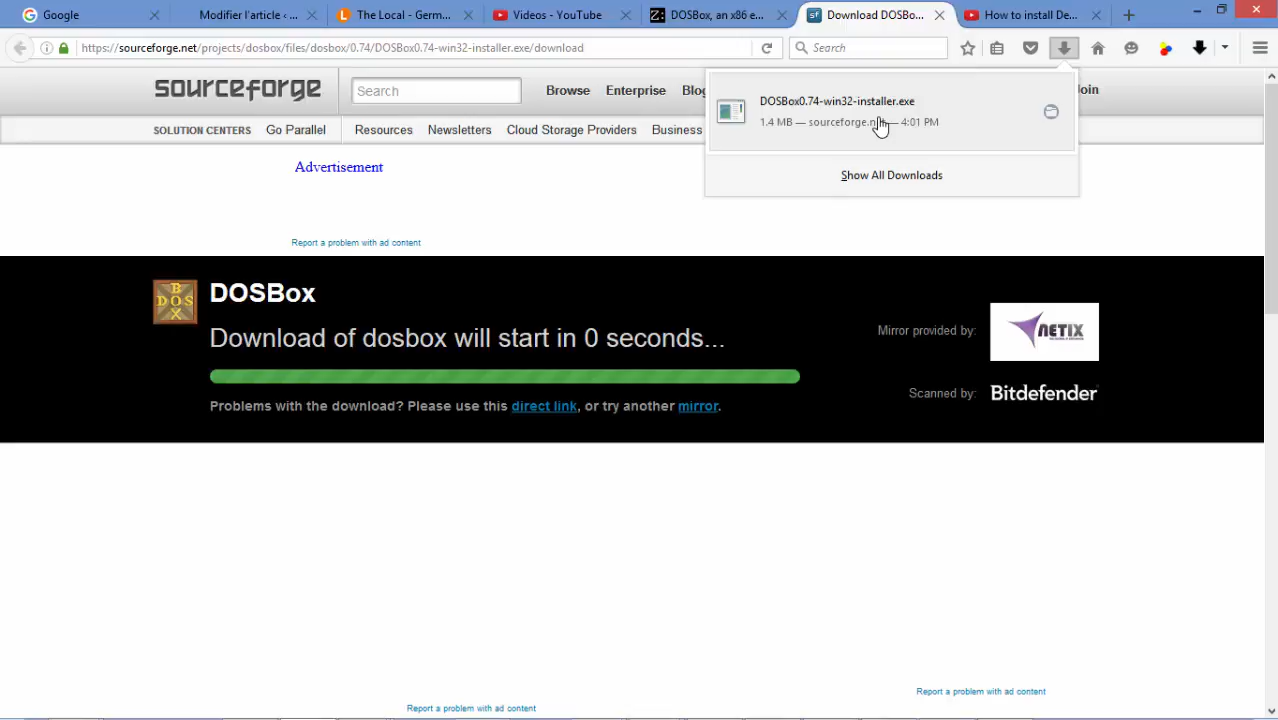 Google
Modifier l'article ‹ ...
The Local - Germ...
Videos - YouTube
DOSBox, an x86 e...
Download DOSBo...
How to install De...
https://sourceforge.net/projects/dosbox/files/dosbox/0.74/DOSBox0.74-win32-installer.exe/download
Search
sourceforge
Search
Browse
Enterprise
Blog
Join
DOSBox0.74-win32-installer.exe
1.4 MB — sourceforge.n — 4:01 PM
Show All Downloads
SOLUTION CENTERS
Go Parallel
Resources
Newsletters
Cloud Storage Providers
Business
Advertisement
Report a problem with ad content
DOS BOX
DOSBox
Download of dosbox will start in 0 seconds...
Problems with the download? Please use this direct link, or try another mirror.
Mirror provided by:
NETIX
Scanned by:
Bitdefender
Report a problem with ad content
Report a problem with ad content